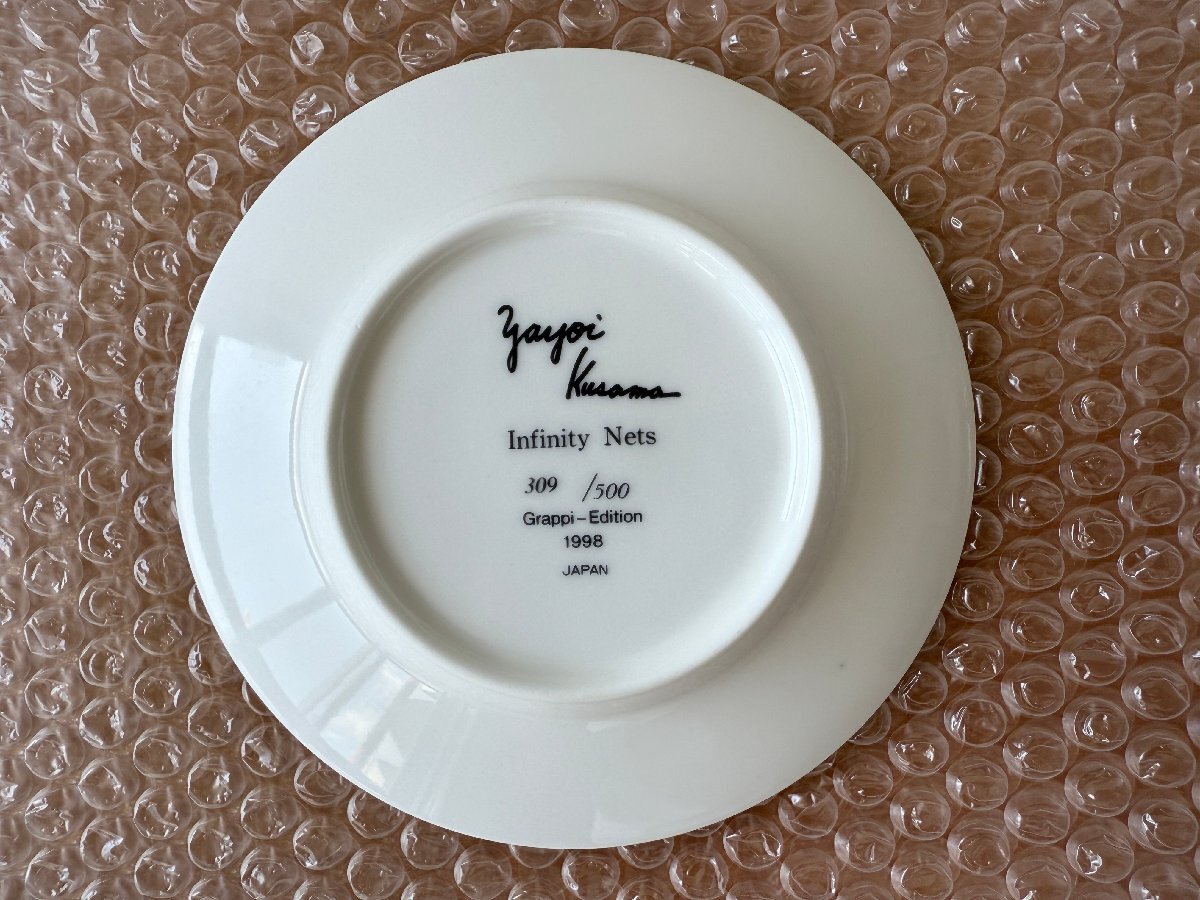 Yayoi
Kusama
Infinity Nets
309 /500
Grappi-Edition
1998
JAPAN